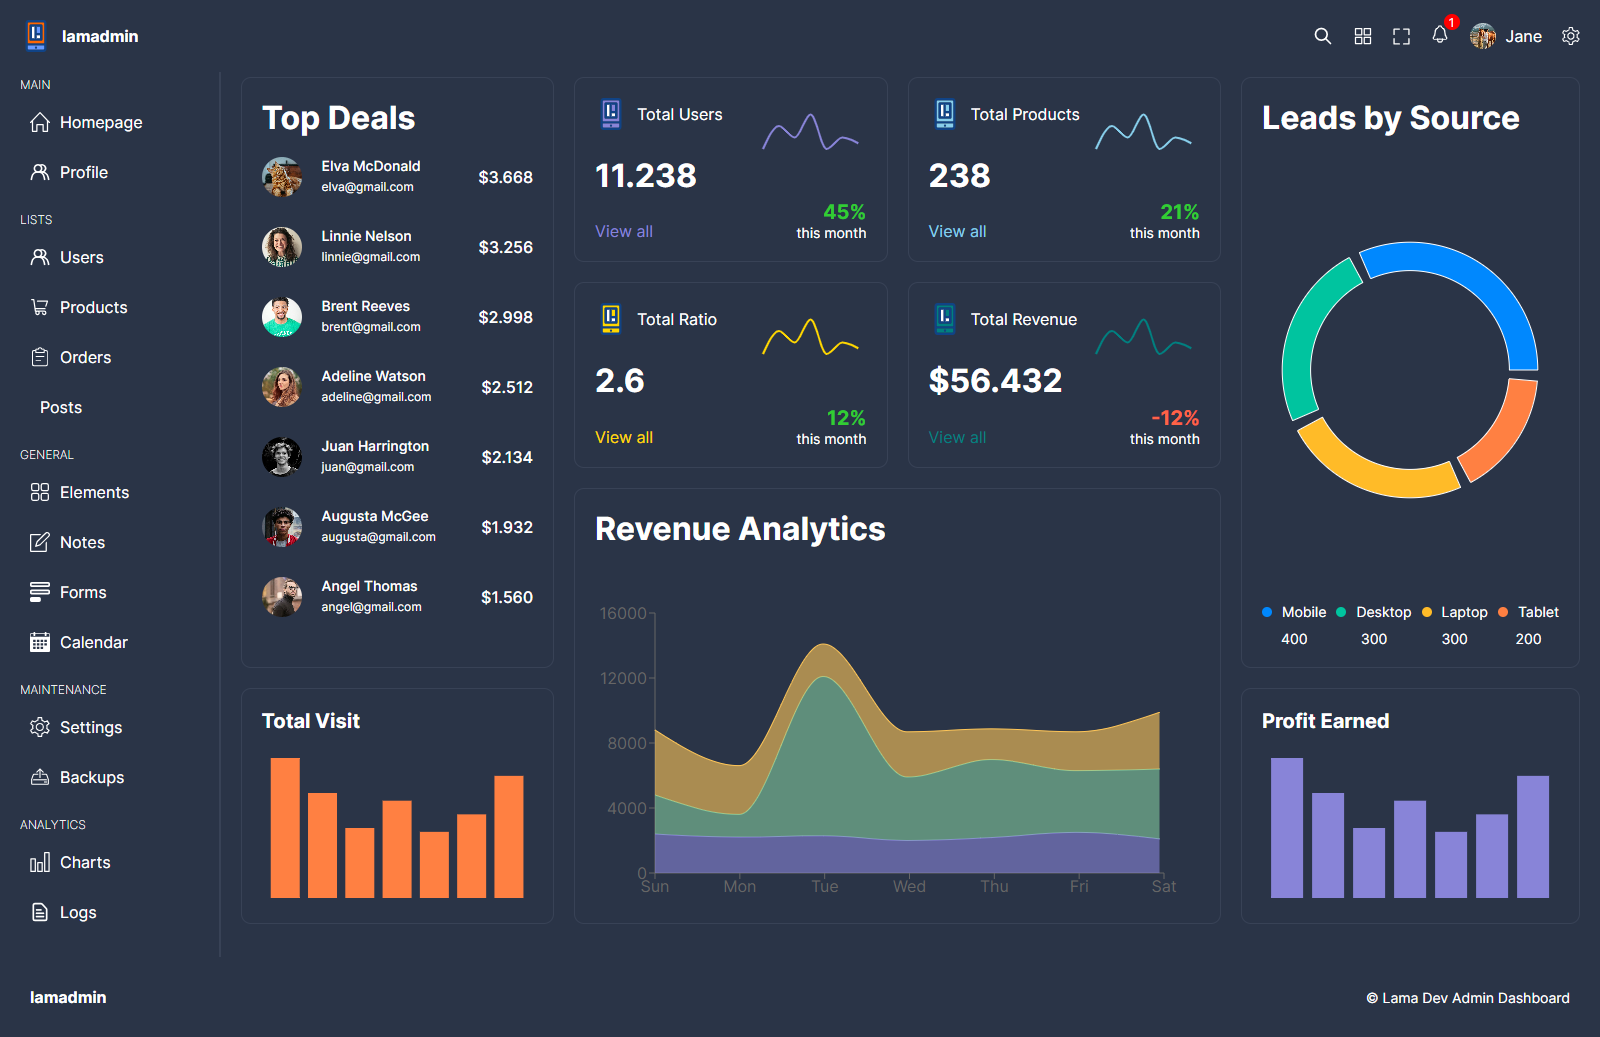 lamadmin
1
Jane
MAIN
Homepage
Profile
LISTS
Users
Products
Orders
Posts
GENERAL
Elements
Notes
Forms
Calendar
MAINTENANCE
Settings
Backups
ANALYTICS
Charts
Logs
Top Deals
Elva McDonald
elva@gmail.com
$3.668
Linnie Nelson
linnie@gmail.com
$3.256
Brent Reeves
brent@gmail.com
$2.998
Adeline Watson
adeline@gmail.com
$2.512
Juan Harrington
juan@gmail.com
$2.134
Augusta McGee
augusta@gmail.com
$1.932
Angel Thomas
angel@gmail.com
$1.560
Total Users
11.238
View all
45%
this month
Total Products
238
View all
21%
this month
Total Ratio
2.6
View all
12%
this month
Total Revenue
$56.432
View all
-12%
this month
Leads by Source
Mobile
400
Desktop
300
Laptop
300
Tablet
200
Total Visit
Revenue Analytics
16000
12000
8000
4000
0
Sun Mon Tue Wed Thu Fri Sat
Profit Earned
lamadmin
© Lama Dev Admin Dashboard